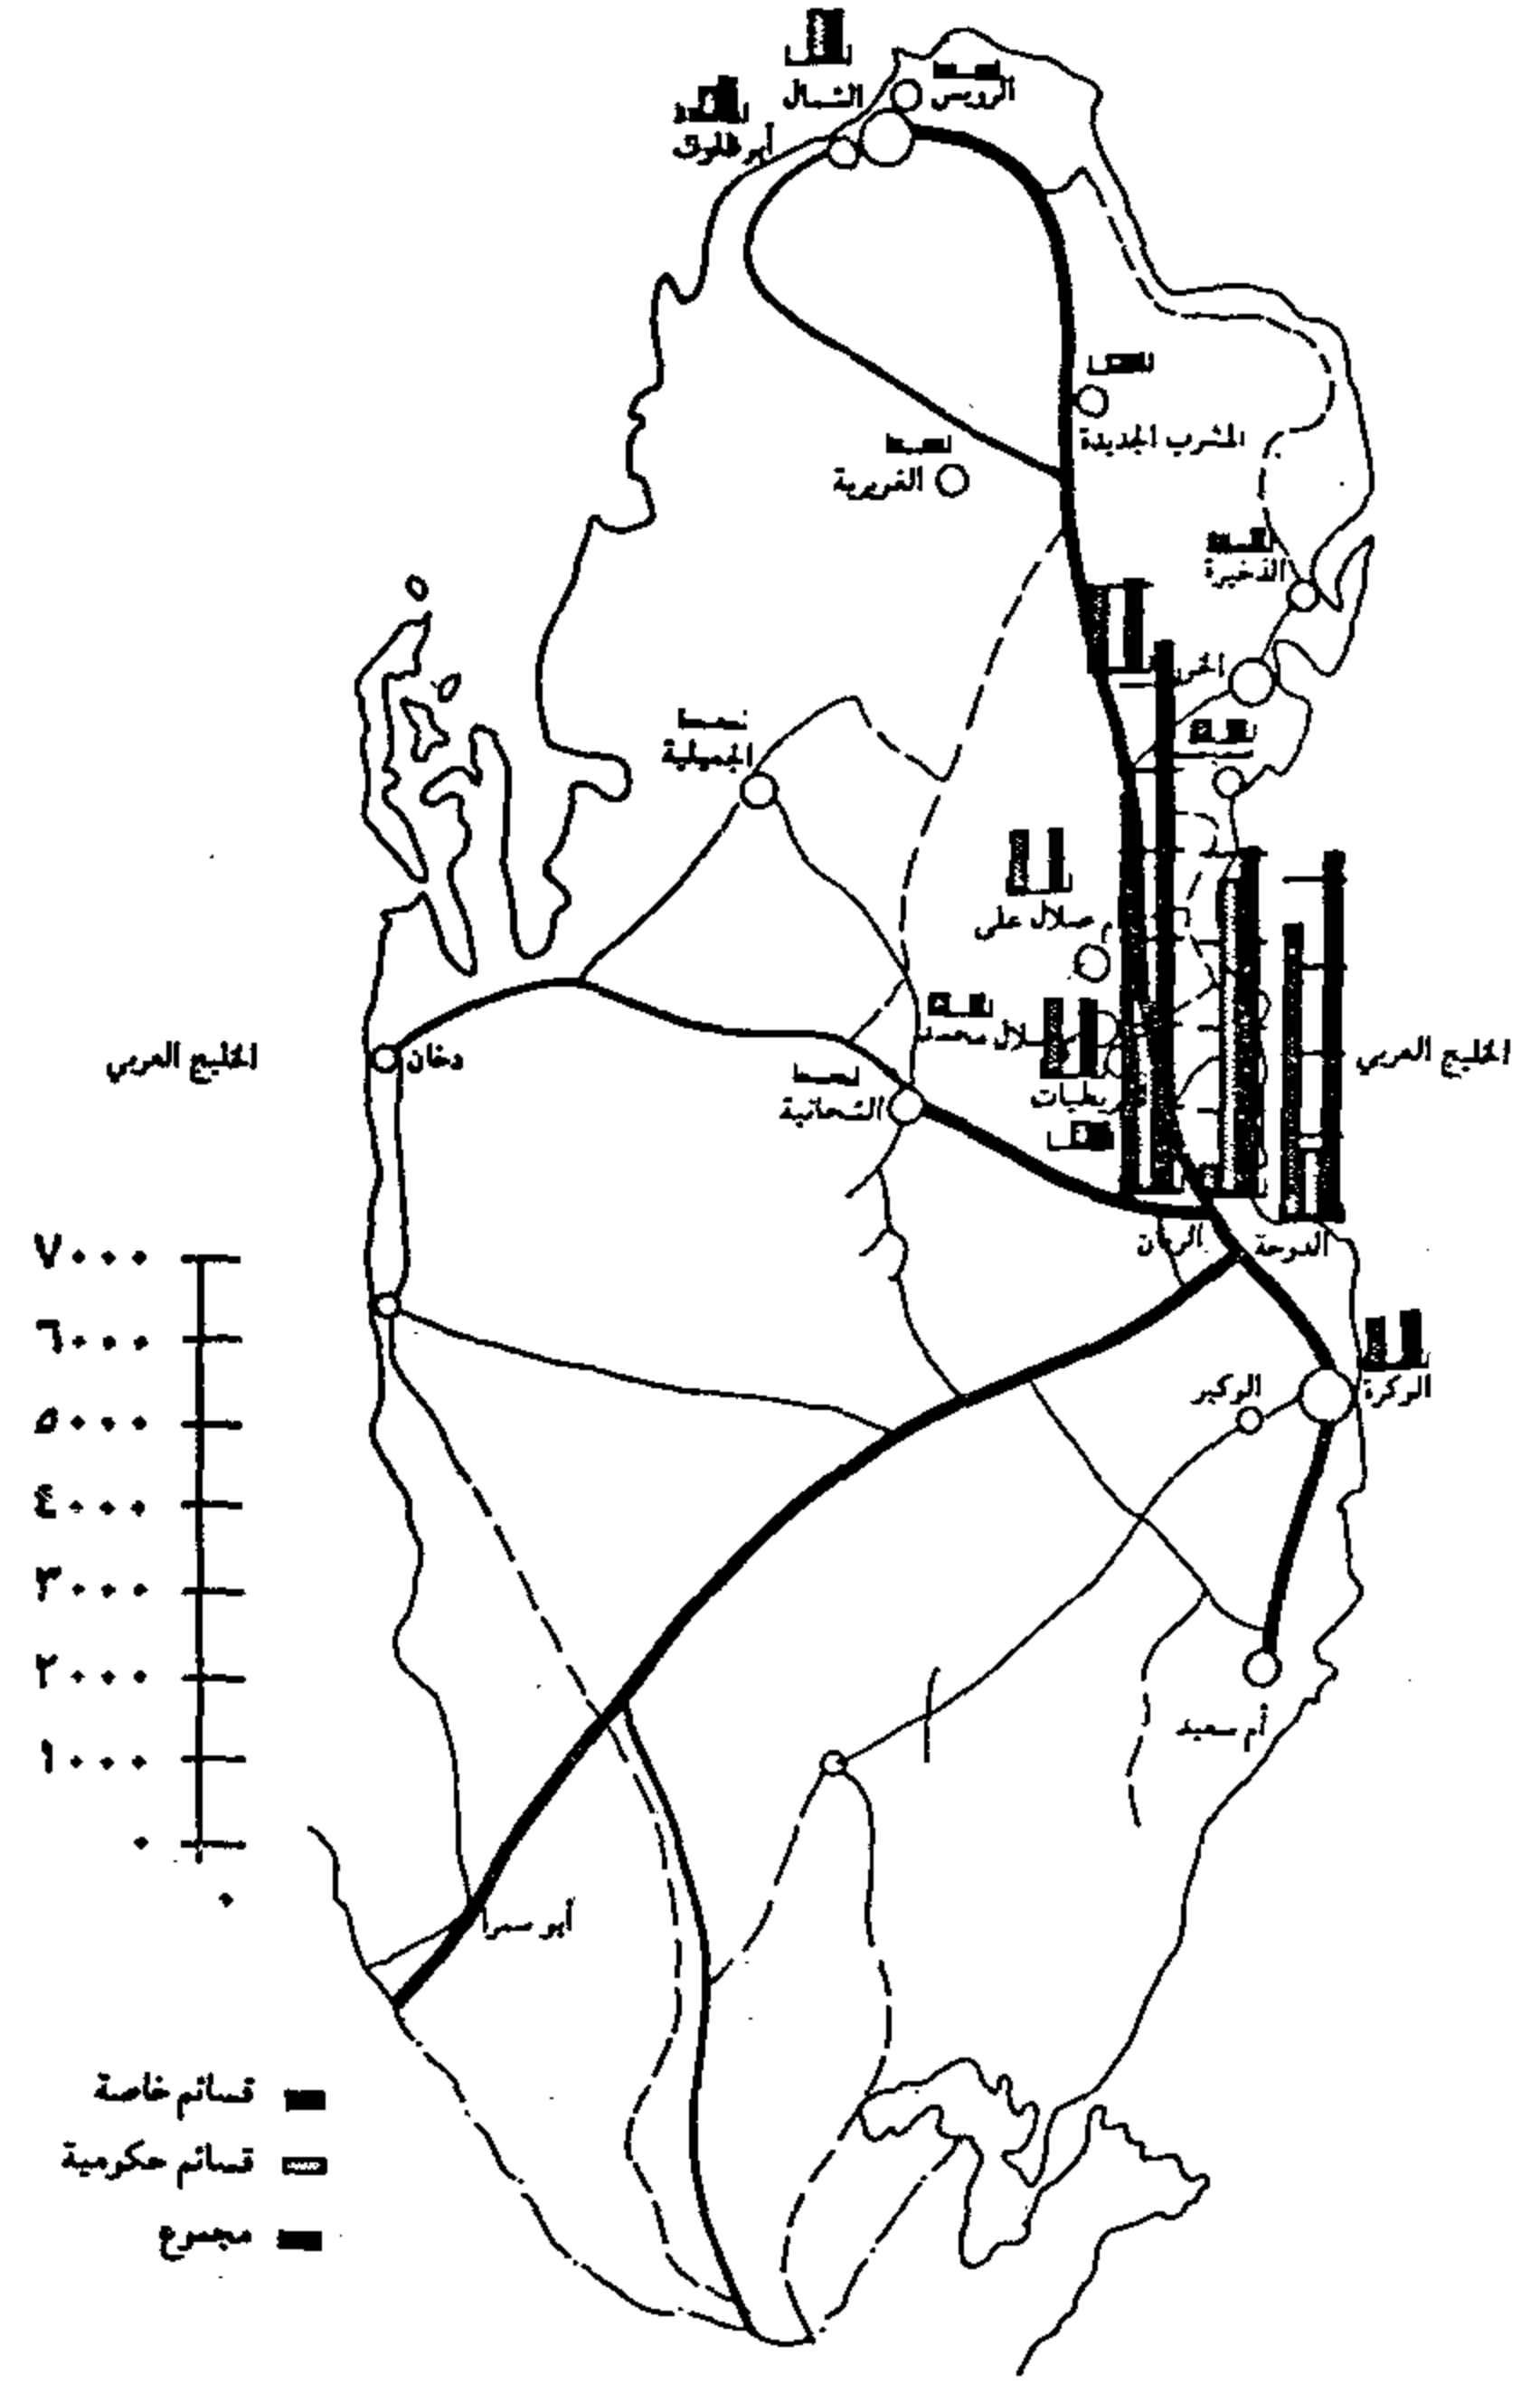 الشمال
الرويس
أبو ظلوف
المشرب الجديدة
الغويرية
الذخيرة
الخور
الجميلية
صلال علي
صلال محمد
الخليج العربي
دخان
الخليج العربي
الشحانية
الريان
الدوحة
٧٠٠٠
٦٠٠٠
٥٠٠٠
٤٠٠٠
٣٠٠٠
٢٠٠٠
١٠٠٠
٠
الوكير
الوكرة
أم سعيد
أبو سمرا
قسائم خاصة
قسائم حكومية
مجموع